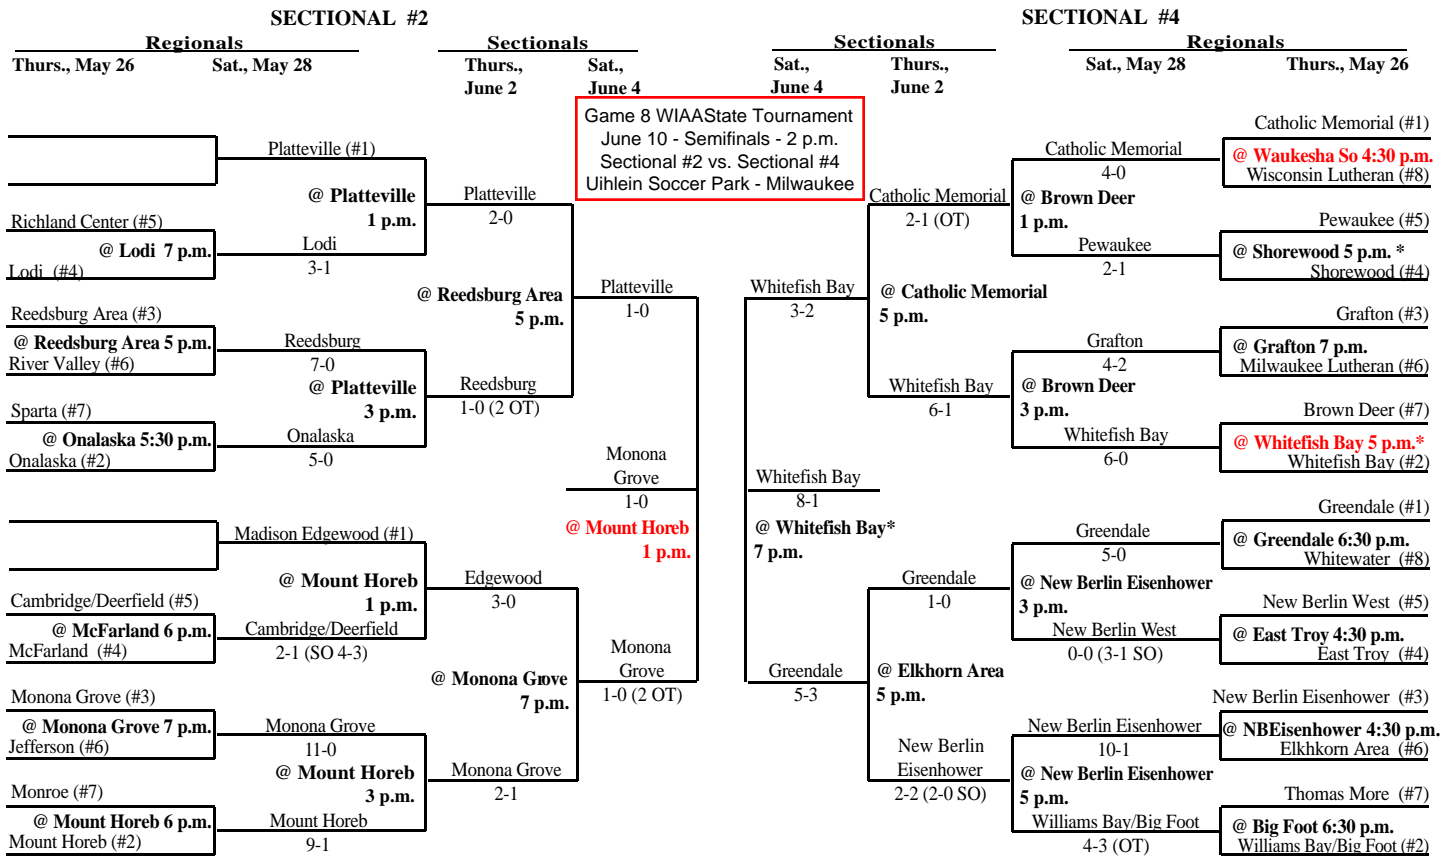 SECTIONAL #2
Regionals
Sectionals
Thurs., May 26
Sat., May 28
Thurs.,
June 2
Sat.,
June 4
SECTIONAL #4
Sectionals
Regionals
Sat.,
June 4
Thurs.,
June 2
Sat., May 28
Thurs., May 26
Game 8 WIAAState Tournament
June 10 - Semifinals - 2 p.m.
Sectional #2 vs. Sectional #4
Uihlein Soccer Park - Milwaukee
Platteville (#1)
@ Platteville
1 p.m.
Platteville
2-0
Richland Center (#5)
@ Lodi 7 p.m.
Lodi (#4)
Lodi
3-1
@ Reedsburg Area
5 p.m.
Platteville
1-0
Reedsburg Area (#3)
@ Reedsburg Area 5 p.m.
River Valley (#6)
Reedsburg
7-0
@ Platteville
3 p.m.
Reedsburg
1-0 (2 OT)
Sparta (#7)
@ Onalaska 5:30 p.m.
Onalaska (#2)
Onalaska
5-0
Monona
Grove
1-0
@ Mount Horeb
1 p.m.
Madison Edgewood (#1)
@ Mount Horeb
1 p.m.
Edgewood
3-0
Cambridge/Deerfield (#5)
@ McFarland 6 p.m.
McFarland (#4)
Cambridge/Deerfield
2-1 (SO 4-3)
@ Monona Grove
7 p.m.
Monona
Grove
1-0 (2 OT)
Monona Grove (#3)
@ Monona Grove 7 p.m.
Jefferson (#6)
Monona Grove
11-0
@ Mount Horeb
3 p.m.
Monona Grove
2-1
Monroe (#7)
@ Mount Horeb 6 p.m.
Mount Horeb (#2)
Mount Horeb
9-1
Catholic Memorial (#1)
@ Waukesha So 4:30 p.m.
Wisconsin Lutheran (#8)
Catholic Memorial
4-0
@ Brown Deer
1 p.m.
Catholic Memorial
2-1 (OT)
Pewaukee (#5)
@ Shorewood 5 p.m. *
Shorewood (#4)
Pewaukee
2-1
@ Catholic Memorial
5 p.m.
Whitefish Bay
3-2
Grafton (#3)
@ Grafton 7 p.m.
Milwaukee Lutheran (#6)
Grafton
4-2
@ Brown Deer
3 p.m.
Whitefish Bay
6-1
Brown Deer (#7)
@ Whitefish Bay 5 p.m.*
Whitefish Bay (#2)
Whitefish Bay
6-0
Whitefish Bay
8-1
@ Whitefish Bay*
7 p.m.
Greendale (#1)
@ Greendale 6:30 p.m.
Whitewater (#8)
Greendale
5-0
@ New Berlin Eisenhower
3 p.m.
Greendale
1-0
New Berlin West (#5)
@ East Troy 4:30 p.m.
East Troy (#4)
New Berlin West
0-0 (3-1 SO)
@ Elkhorn Area
5 p.m.
Greendale
5-3
New Berlin Eisenhower (#3)
@ NBEisenhower 4:30 p.m.
Elkhkorn Area (#6)
New Berlin Eisenhower
10-1
@ New Berlin Eisenhower
5 p.m.
New Berlin
Eisenhower
2-2 (2-0 SO)
Thomas More (#7)
@ Big Foot 6:30 p.m.
Williams Bay/Big Foot (#2)
Williams Bay/Big Foot
4-3 (OT)